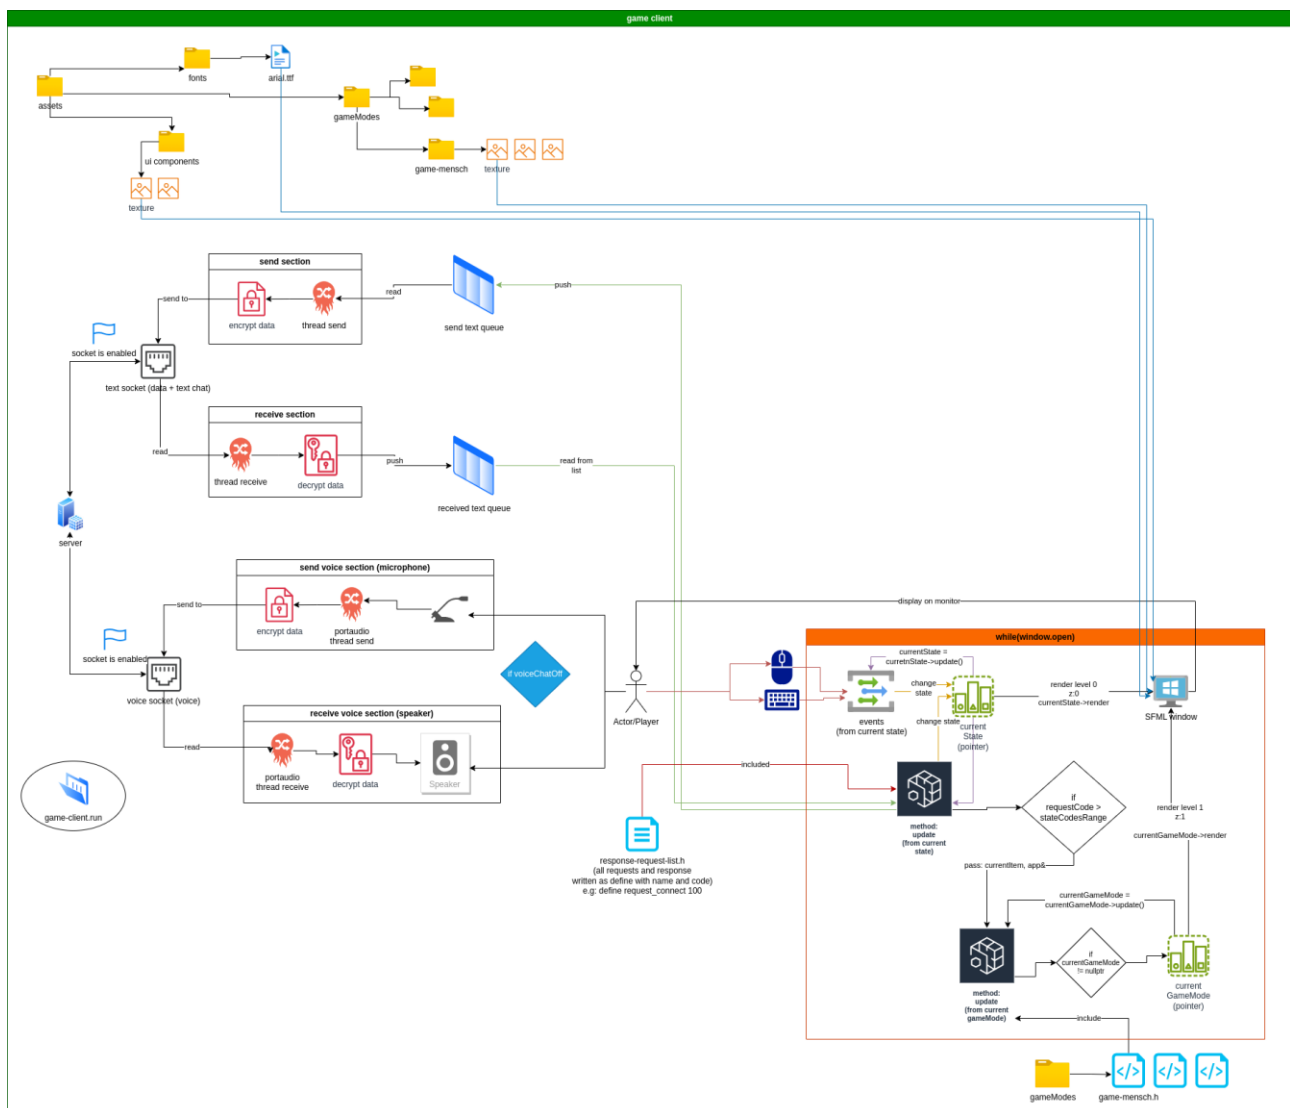 game client
fonts
arial.ttf
assets
gameModes
ui components
game-mensch
texture
texture
send section
send to
encrypt data
thread send
read
push
send text queue
socket is enabled
text socket (data + text chat)
receive section
read
thread receive
decrypt data
push
read from
list
received text queue
server
send voice section (microphone)
send to
encrypt data
portaudio
thread send
socket is enabled
voice socket (voice)
if voiceChatOff
receive voice section (speaker)
read
portaudio
thread receive
decrypt data
Speaker
game-client.run
Actor/Player
display on monitor
while(window.open)
currentState =
curretnState->update()
change
state
events
(from current state)
change state
current
State
(pointer)
render level 0
z:0
currentState->render
SFML window
included
method:
update
(from current
state)
if
requestCode >
stateCodesRange
render level 1
z:1
currentGameMode->render
response-request-list.h
(all requests and response
written as define with name and code)
e.g: define request_connect 100
pass: currentItem, app&
currentGameMode =
currentGameMode->update()
if
currentGameMode
!= nullptr
method:
update
(from current
gameMode)
current
GameMode
(pointer)
include
gameModes
game-mensch.h